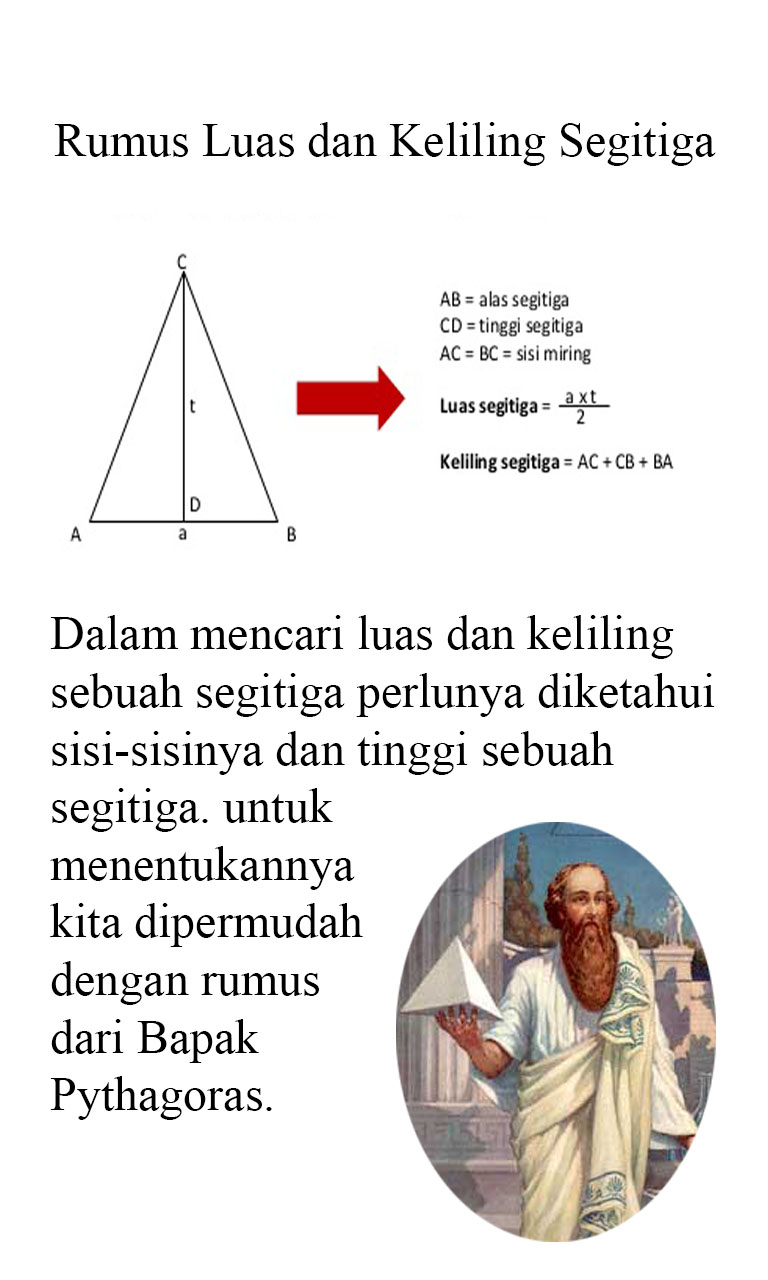 Rumus Luas dan Keliling Segitiga
C
t
D
A
a
B
AB = alas segitiga
CD = tinggi segitiga
AC = BC = sisi miring
Luas segitiga = a x t
2
Keliling segitiga = AC + CB + BA
Dalam mencari luas dan keliling
sebuah segitiga perlunya diketahui
sisi-sisinya dan tinggi sebuah
segitiga. untuk
menentukannya
kita dipermudah
dengan rumus
dari Bapak
Pythagoras.